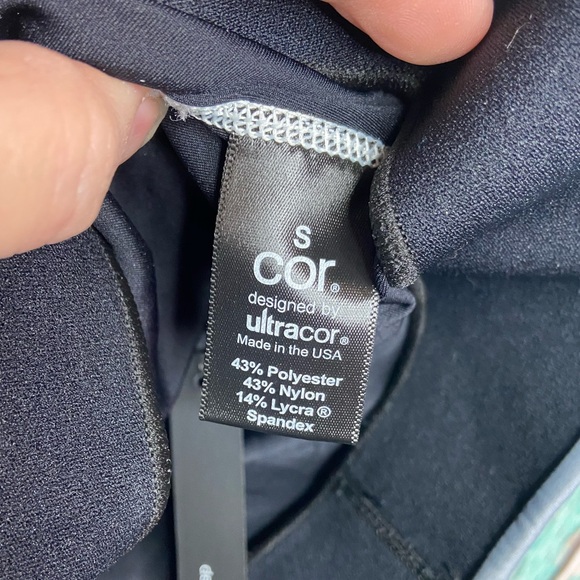 S
cor®
designed by
ultracor®
Made in the USA
43% Polyester
43% Nylon
14% Lycra ®
Spandex